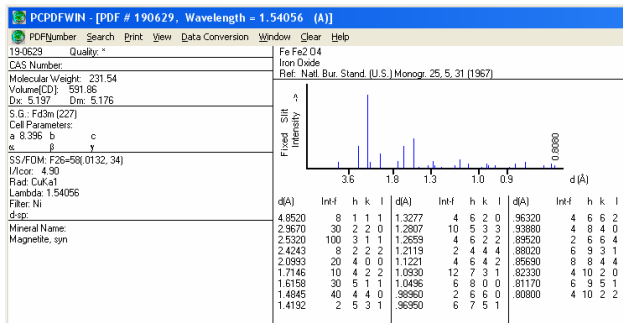 PCPDFWIN - [PDF # 190629, Wavelength = 1.54056 (A)]
PDFNumber Search Print View Data Conversion Window Clear Help
19-0629 Quality: *
CAS Number:
Molecular Weight: 231.54
Volume[CD]: 591.86
Dx: 5.197 Dm: 5.176
S.G.: Fd3m (227)
Cell Parameters:
a 8.396 b c
α β γ
SS/FOM: F26=58(.0132, 34)
I/Icor: 4.90
Rad: CuKa1
Lambda: 1.54056
Filter: Ni
d-sp:
Mineral Name:
Magnetite, syn
Fe Fe2 O4
Iron Oxide
Ref: Natl. Bur. Stand. (U.S.) Monogr. 25, 5, 31 (1967)
Fixed Slit
Intensity ->
0.8080
3.6 1.8 1.3 1.0 0.9 d (Å)
d(A) Int-f h k l d(A) Int-f h k l d(A) Int-f h k l
4.8520 8 1 1 1 1.3277 4 6 2 0 .96320 4 6 6 2
2.9670 30 2 2 0 1.2807 10 5 3 3 .93880 4 8 4 0
2.5320 100 3 1 1 1.2659 4 6 2 2 .89520 2 6 6 4
2.4243 8 2 2 2 1.2119 2 4 4 4 .88020 6 9 3 1
2.0993 20 4 0 0 1.1221 4 6 4 2 .85690 8 8 4 4
1.7146 10 4 2 2 1.0930 12 7 3 1 .82330 4 10 2 0
1.6158 30 5 1 1 1.0496 6 8 0 0 .81170 6 9 5 1
1.4845 40 4 4 0 .98960 2 6 6 0 .80800 4 10 2 2
1.4192 2 5 3 1 .96950 6 7 5 1